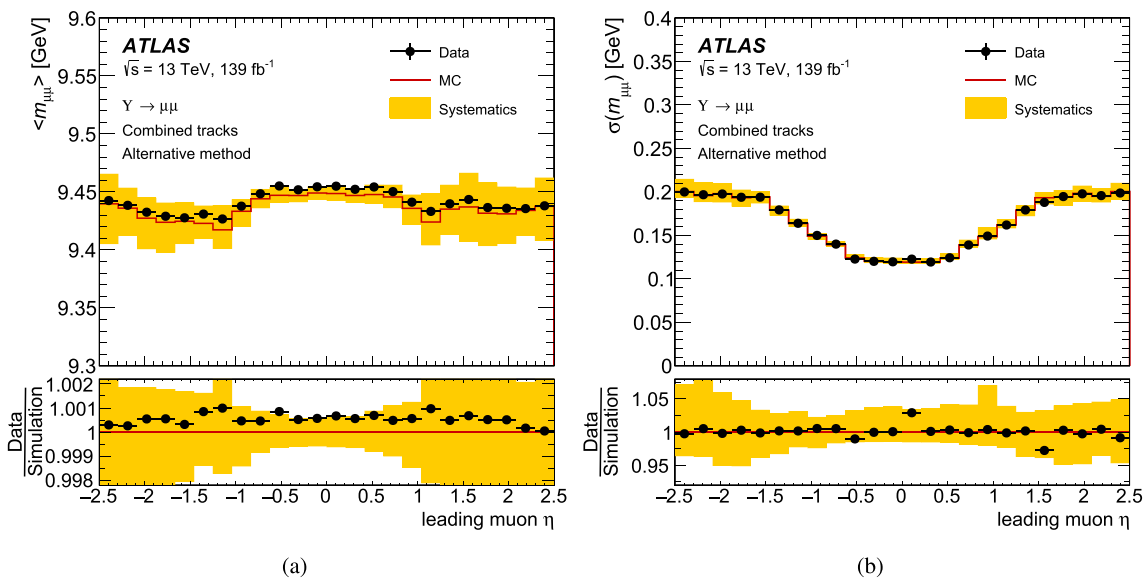 <m_μμ> [GeV]
9.6
9.55
9.5
9.45
9.4
9.35
9.3
ATLAS
√s = 13 TeV, 139 fb⁻¹
Υ → μμ
Combined tracks
Alternative method
Data
MC
Systematics
Data
Simulation
1.002
1.001
1
0.999
0.998
−2.5 −2 −1.5 −1 −0.5 0 0.5 1 1.5 2 2.5
leading muon η
(a)
σ(m_μμ) [GeV]
0.4
0.35
0.3
0.25
0.2
0.15
0.1
0.05
0
ATLAS
√s = 13 TeV, 139 fb⁻¹
Υ → μμ
Combined tracks
Alternative method
Data
MC
Systematics
Data
Simulation
1.05
1
0.95
−2.5 −2 −1.5 −1 −0.5 0 0.5 1 1.5 2 2.5
leading muon η
(b)